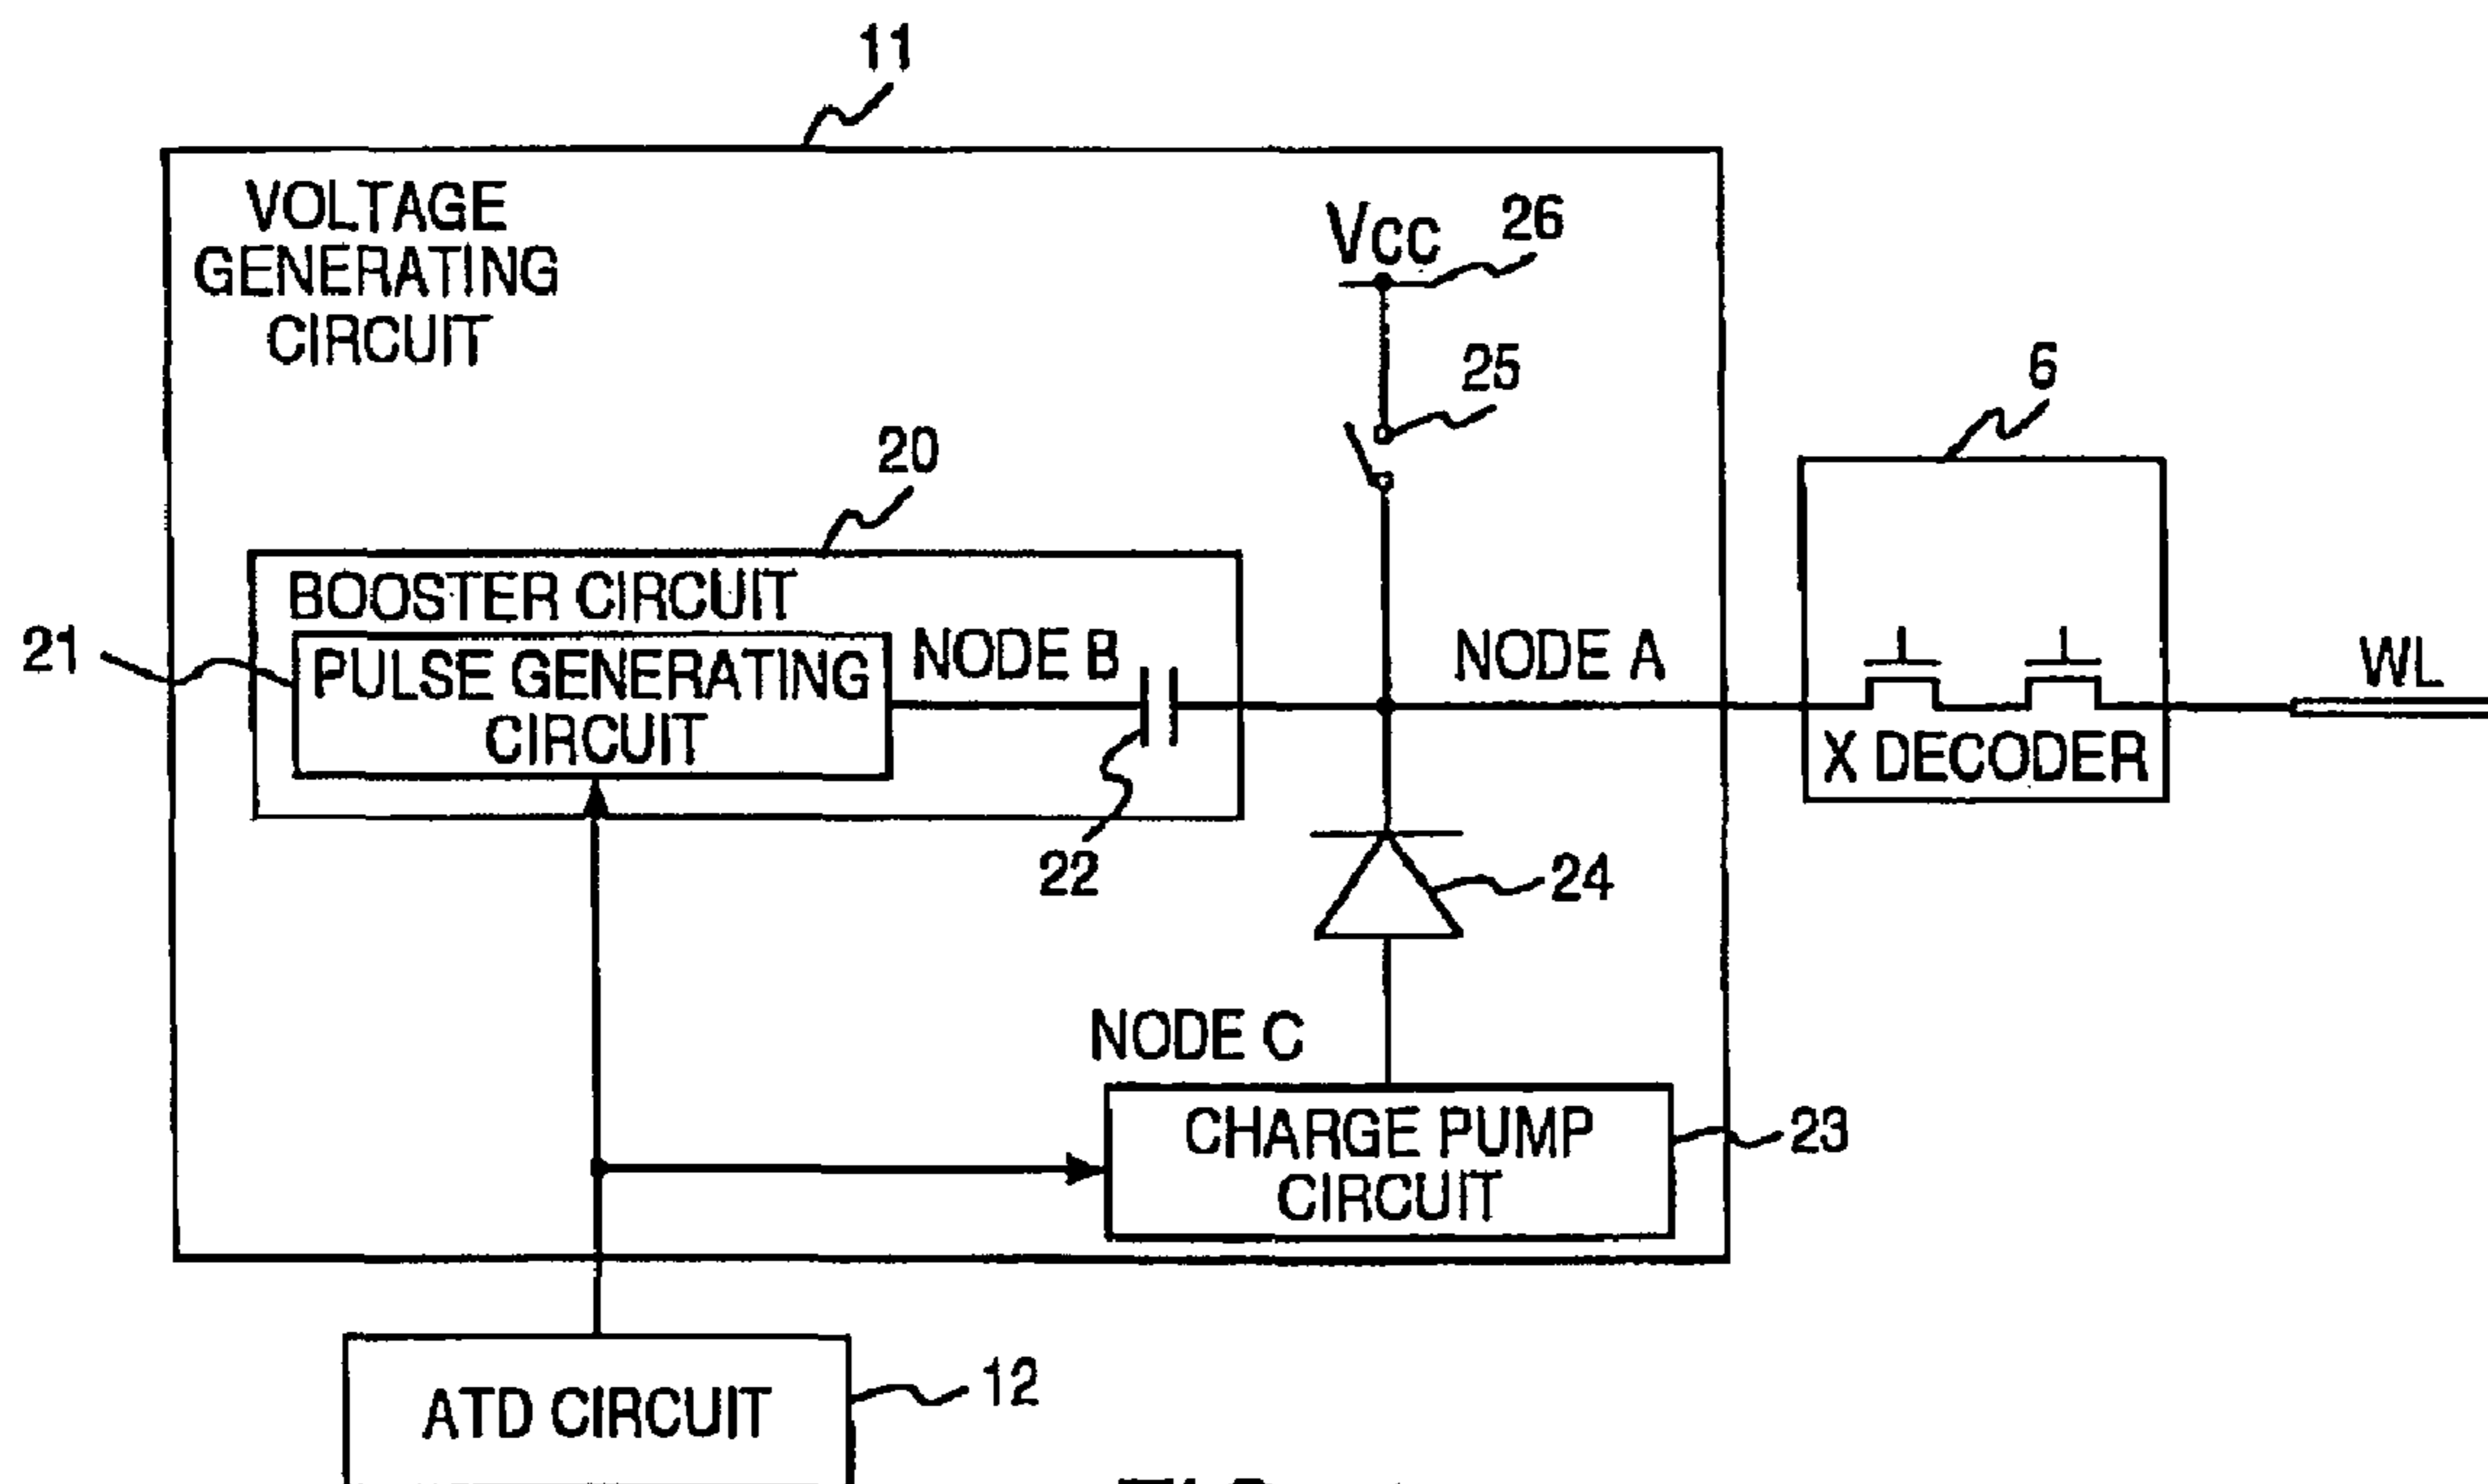 11
VOLTAGE
GENERATING
CIRCUIT
VCC
26
25
6
20
BOOSTER CIRCUIT
21
PULSE GENERATING
CIRCUIT
NODE B
NODE A
WL
X DECODER
22
24
NODE C
CHARGE PUMP
CIRCUIT
23
ATD CIRCUIT
12